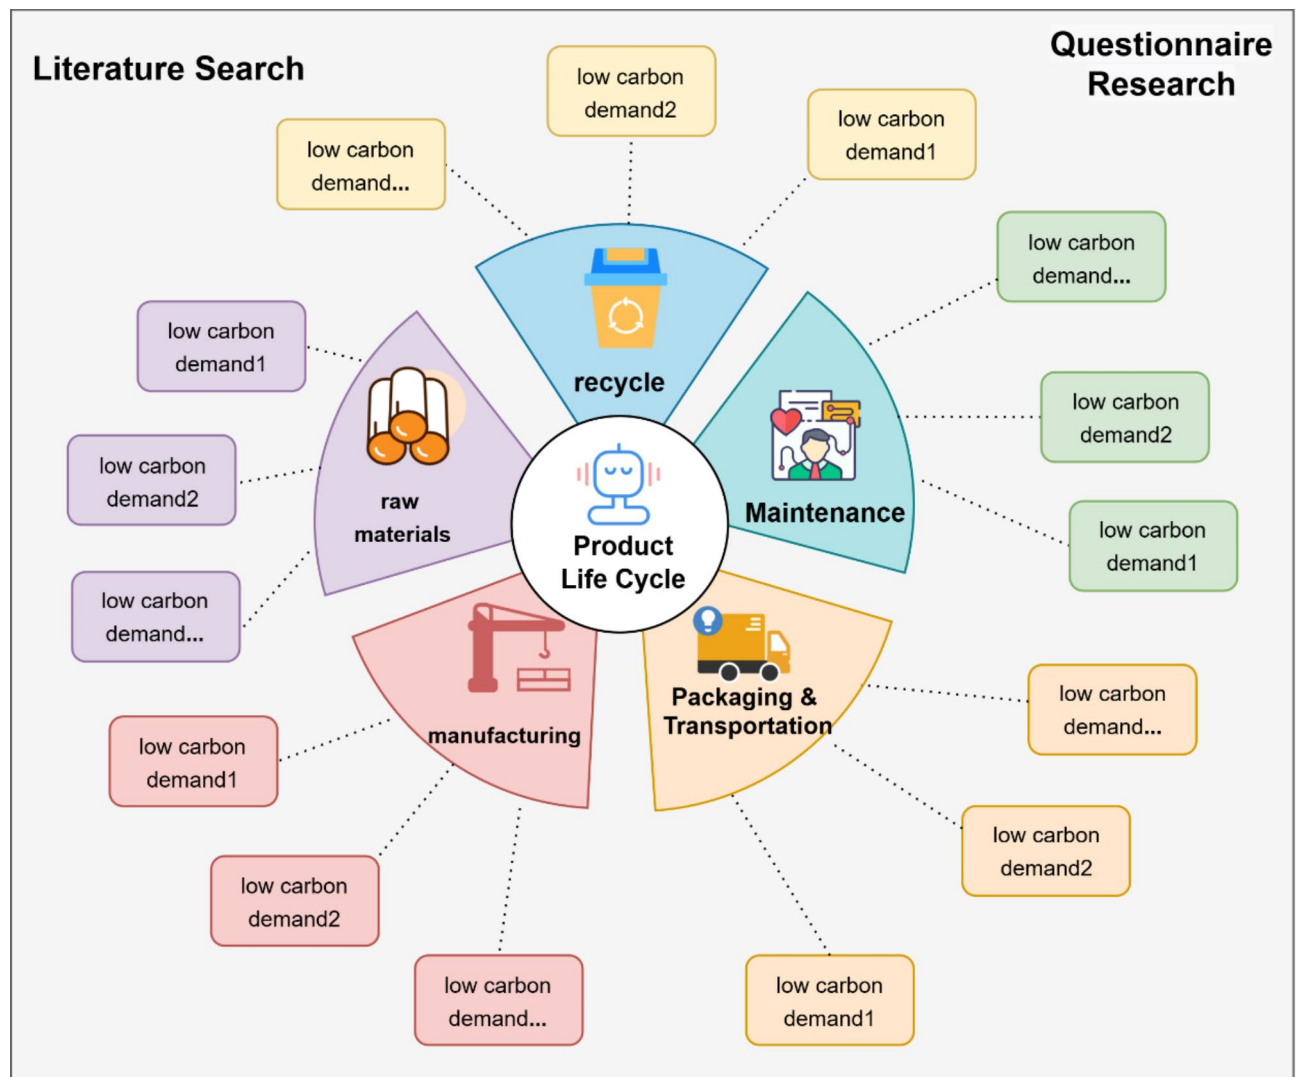 Literature Search
Questionnaire
Research
low carbon
demand2
low carbon
demand1
low carbon
demand...
low carbon
demand...
low carbon
demand1
recycle
low carbon
demand2
low carbon
demand2
raw
materials
Maintenance
low carbon
demand1
Product
Life Cycle
low carbon
demand...
Packaging &
Transportation
low carbon
demand...
manufacturing
low carbon
demand1
low carbon
demand2
low carbon
demand2
low carbon
demand...
low carbon
demand1